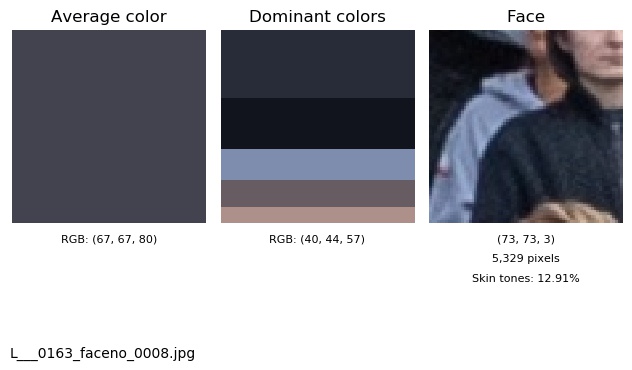 Average color
Dominant colors
Face
RGB: (67, 67, 80)
RGB: (40, 44, 57)
(73, 73, 3)
5,329 pixels
Skin tones: 12.91%
L___0163_faceno_0008.jpg